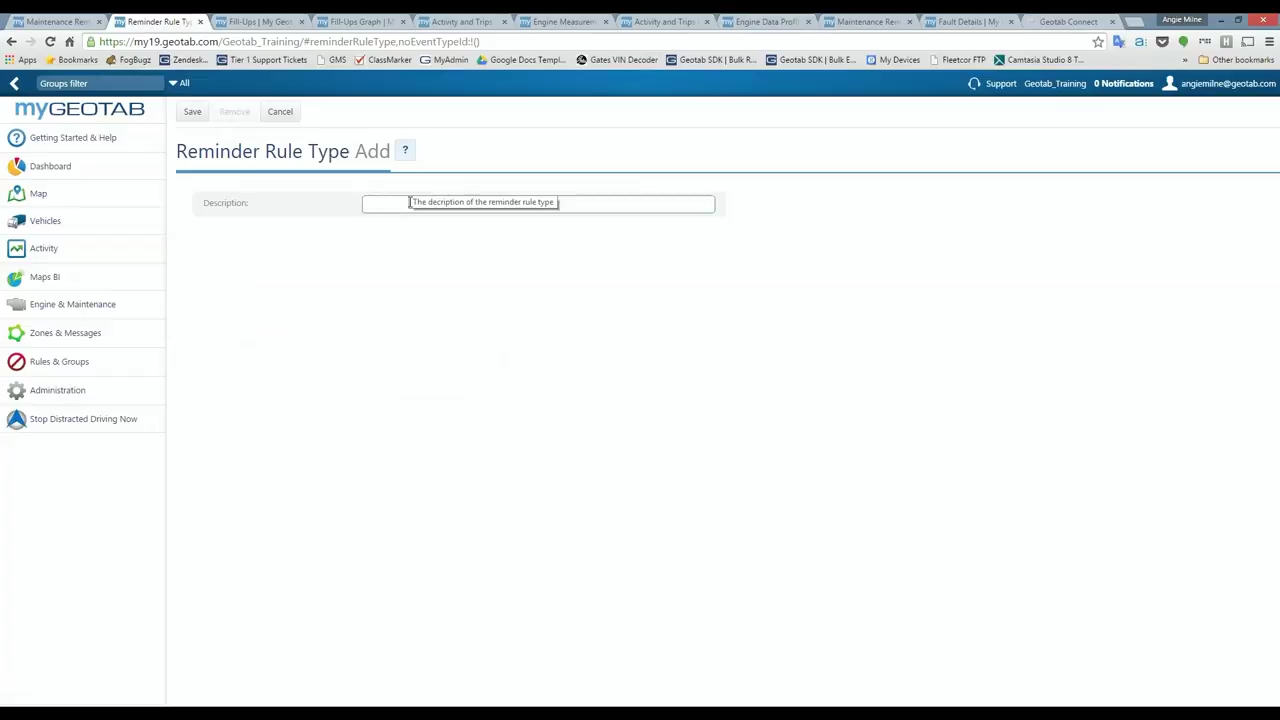 Maintenance Rem
Reminder Rule Typ
Fill-Ups | My Geot
Fill-Ups Graph | M
Activity and Trips
Engine Measurem
Activity and Trips
Engine Data Profil
Maintenance Rem
Fault Details | My
Geotab Connect
Angie Milne
https://my19.geotab.com/Geotab_Training/#reminderRuleType,noEventTypeId:!()
Apps
Bookmarks
FogBugz
Zendesk...
Tier 1 Support Tickets
GMS
ClassMarker
MyAdmin
Google Docs Templ...
Gates VIN Decoder
Geotab SDK | Bulk R...
Geotab SDK | Bulk E...
My Devices
Fleetcor FTP
Camtasia Studio 8 T...
» Other bookmarks
Groups filter
All
Support
Geotab_Training
0 Notifications
angiemilne@geotab.com
myGEOTAB
Save
Remove
Cancel
Getting Started & Help
Reminder Rule Type Add ?
Dashboard
Map
Description:
The decription of the reminder rule type
Vehicles
Activity
Maps BI
Engine & Maintenance
Zones & Messages
Rules & Groups
Administration
Stop Distracted Driving Now